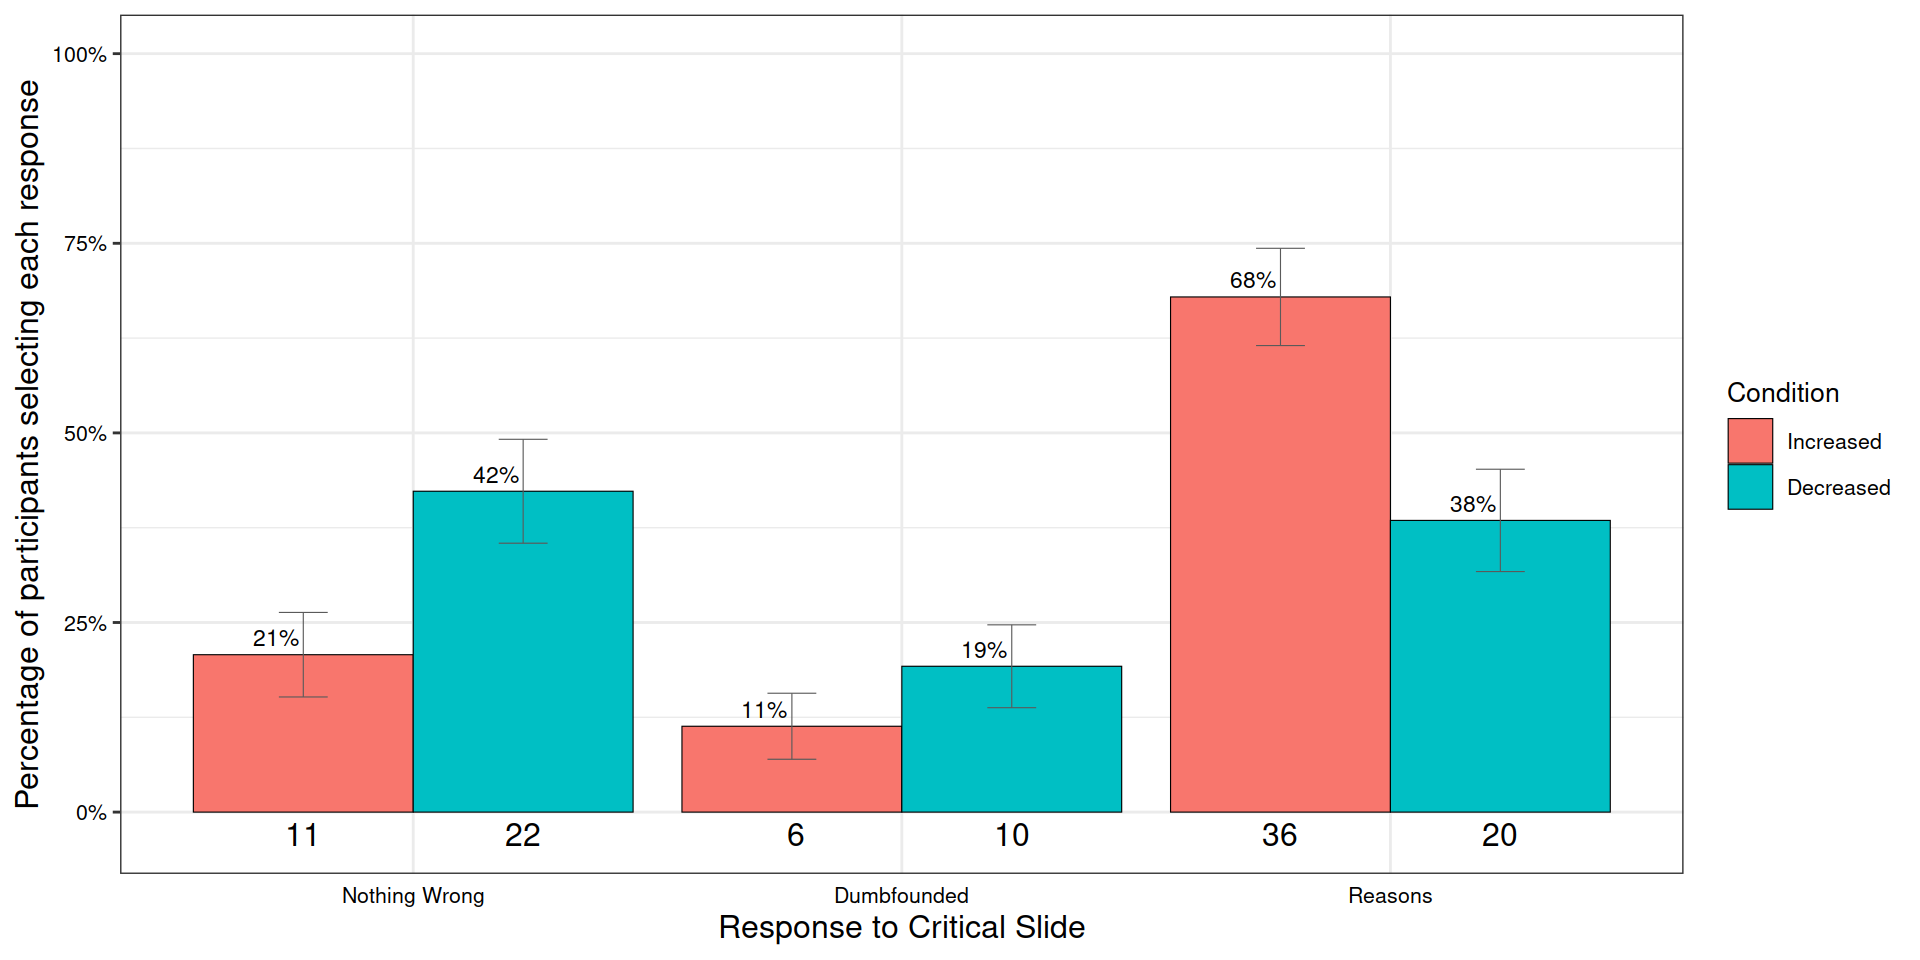 Percentage of participants selecting each response
100%
75%
50%
25%
0%
21%
42%
11%
19%
68%
38%
11
22
6
10
36
20
Nothing Wrong
Dumbfounded
Reasons
Response to Critical Slide
Condition
Increased
Decreased